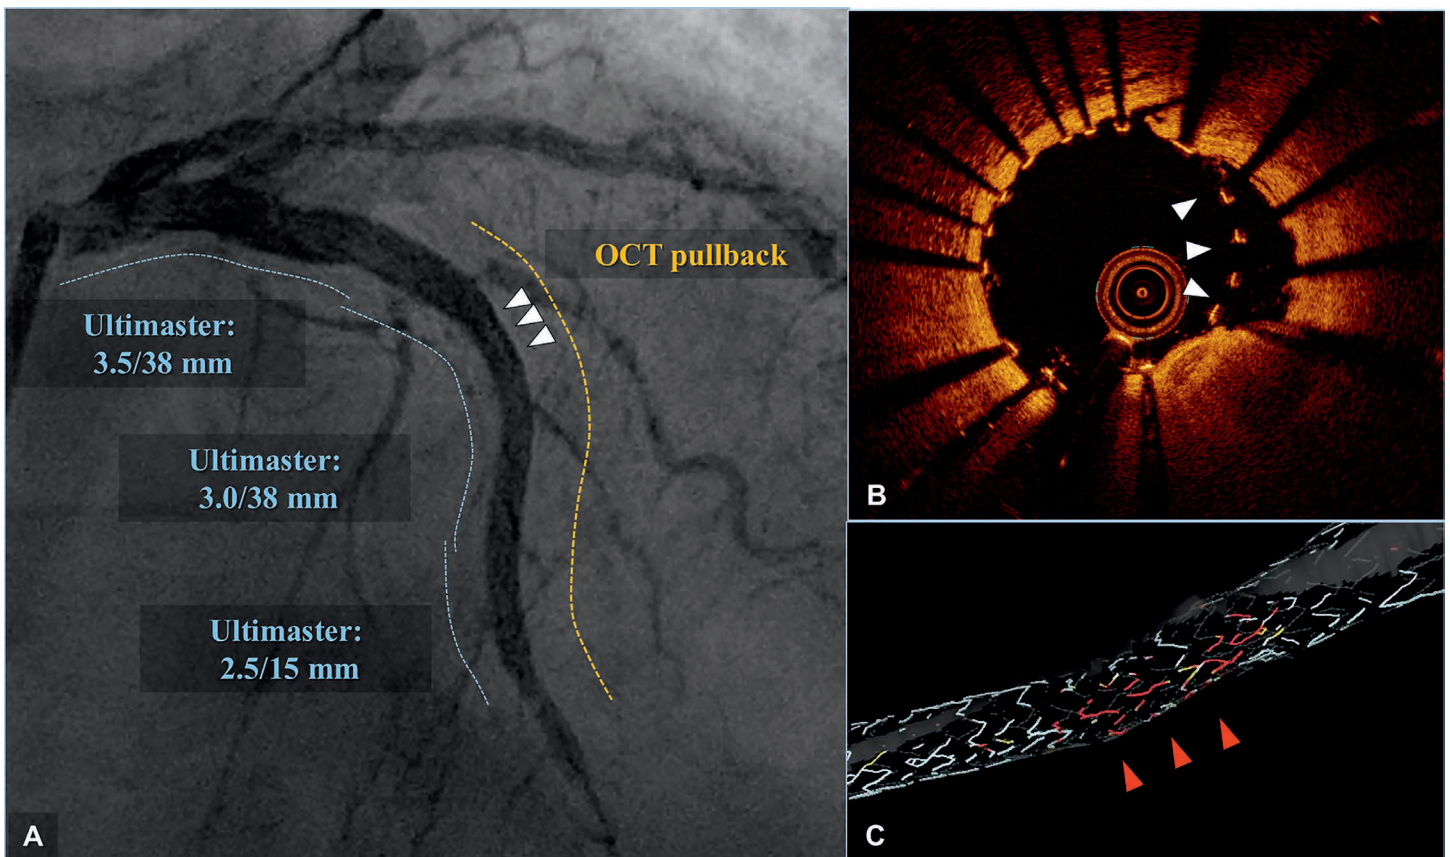 OCT pullback
Ultimaster:
3.5/38 mm
Ultimaster:
3.0/38 mm
Ultimaster:
2.5/15 mm
A
B
C